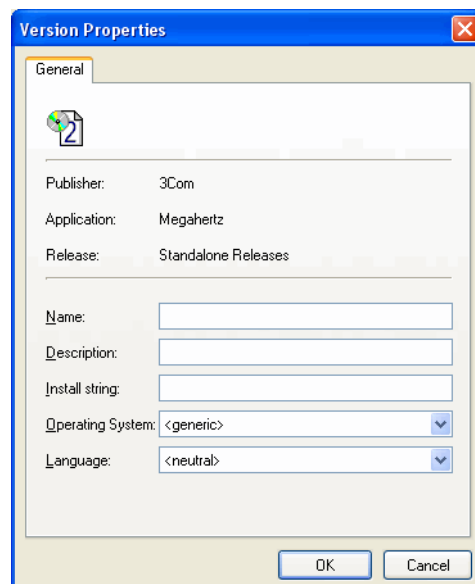 Version Properties
General
2
Publisher: 3Com
Application: Megahertz
Release: Standalone Releases
Name:
Description:
Install string:
Operating System: <generic>
Language: <neutral>
OK Cancel